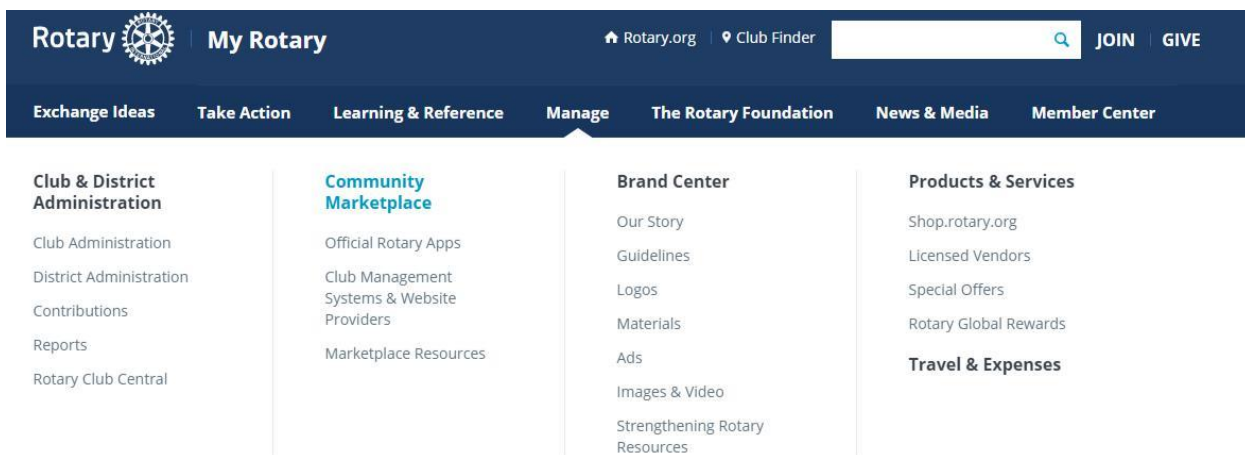 Rotary My Rotary Rotary.org Club Finder JOIN GIVE
Exchange Ideas Take Action Learning & Reference Manage The Rotary Foundation News & Media Member Center
Club & District
Administration
Club Administration
District Administration
Contributions
Reports
Rotary Club Central
Community
Marketplace
Official Rotary Apps
Club Management
Systems & Website
Providers
Marketplace Resources
Brand Center
Our Story
Guidelines
Logos
Materials
Ads
Images & Video
Strengthening Rotary
Resources
Products & Services
Shop.rotary.org
Licensed Vendors
Special Offers
Rotary Global Rewards
Travel & Expenses